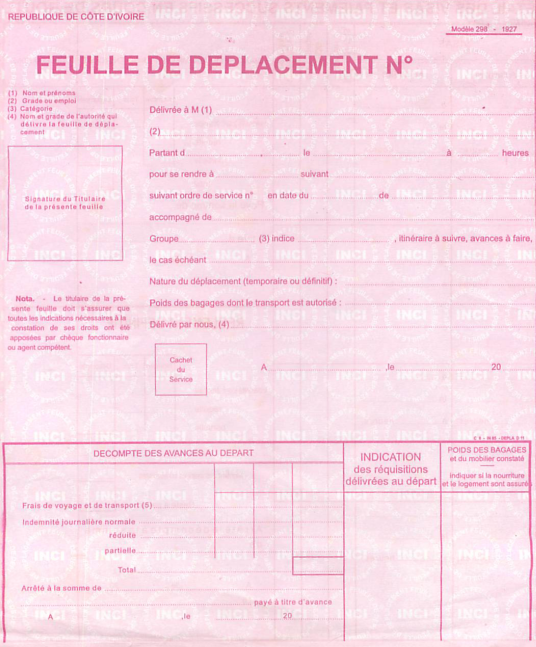 REPUBLIQUE DE CÔTE D'IVOIRE
Modèle 298 - 1927
FEUILLE DE DEPLACEMENT N°
(1) Nom et prénoms
(2) Grade ou emploi
(3) Catégorie
(4) Nom et grade de l'autorité qui
délivre la feuille de dépla-
cement
Signature du Titulaire
de la présente feuille
Nota. - Le titulaire de la pré-
sente feuille doit s'assurer que
toutes les indications nécessaires à la
constation de ses droits ont été
apposées par chèque fonctionnaire
ou agent compétent.
Délivrée à M (1)
(2)
Partant d , le à heures
pour se rendre à suivant
suivant ordre de service n° en date du de
accompagné de
Groupe , (3) indice , itinéraire à suivre, avances à faire,
le cas échéant
Nature du déplacement (temporaire ou définitif) :
Poids des bagages dont le transport est autorisé :
Délivré par nous, (4)
Cachet
du
Service
A ,le 20
DECOMPTE DES AVANCES AU DEPART
Frais de voyage et de transport (5)
Indemnité journalière normale
réduite
partielle
Total
Arrêté à la somme de
payé à titre d'avance
A ,le 20
INDICATION
des réquisitions
délivrées au départ
POIDS DES BAGAGES
et du mobilier constaté
Indiquer si la nourriture
et le logement sont assurés
INCI